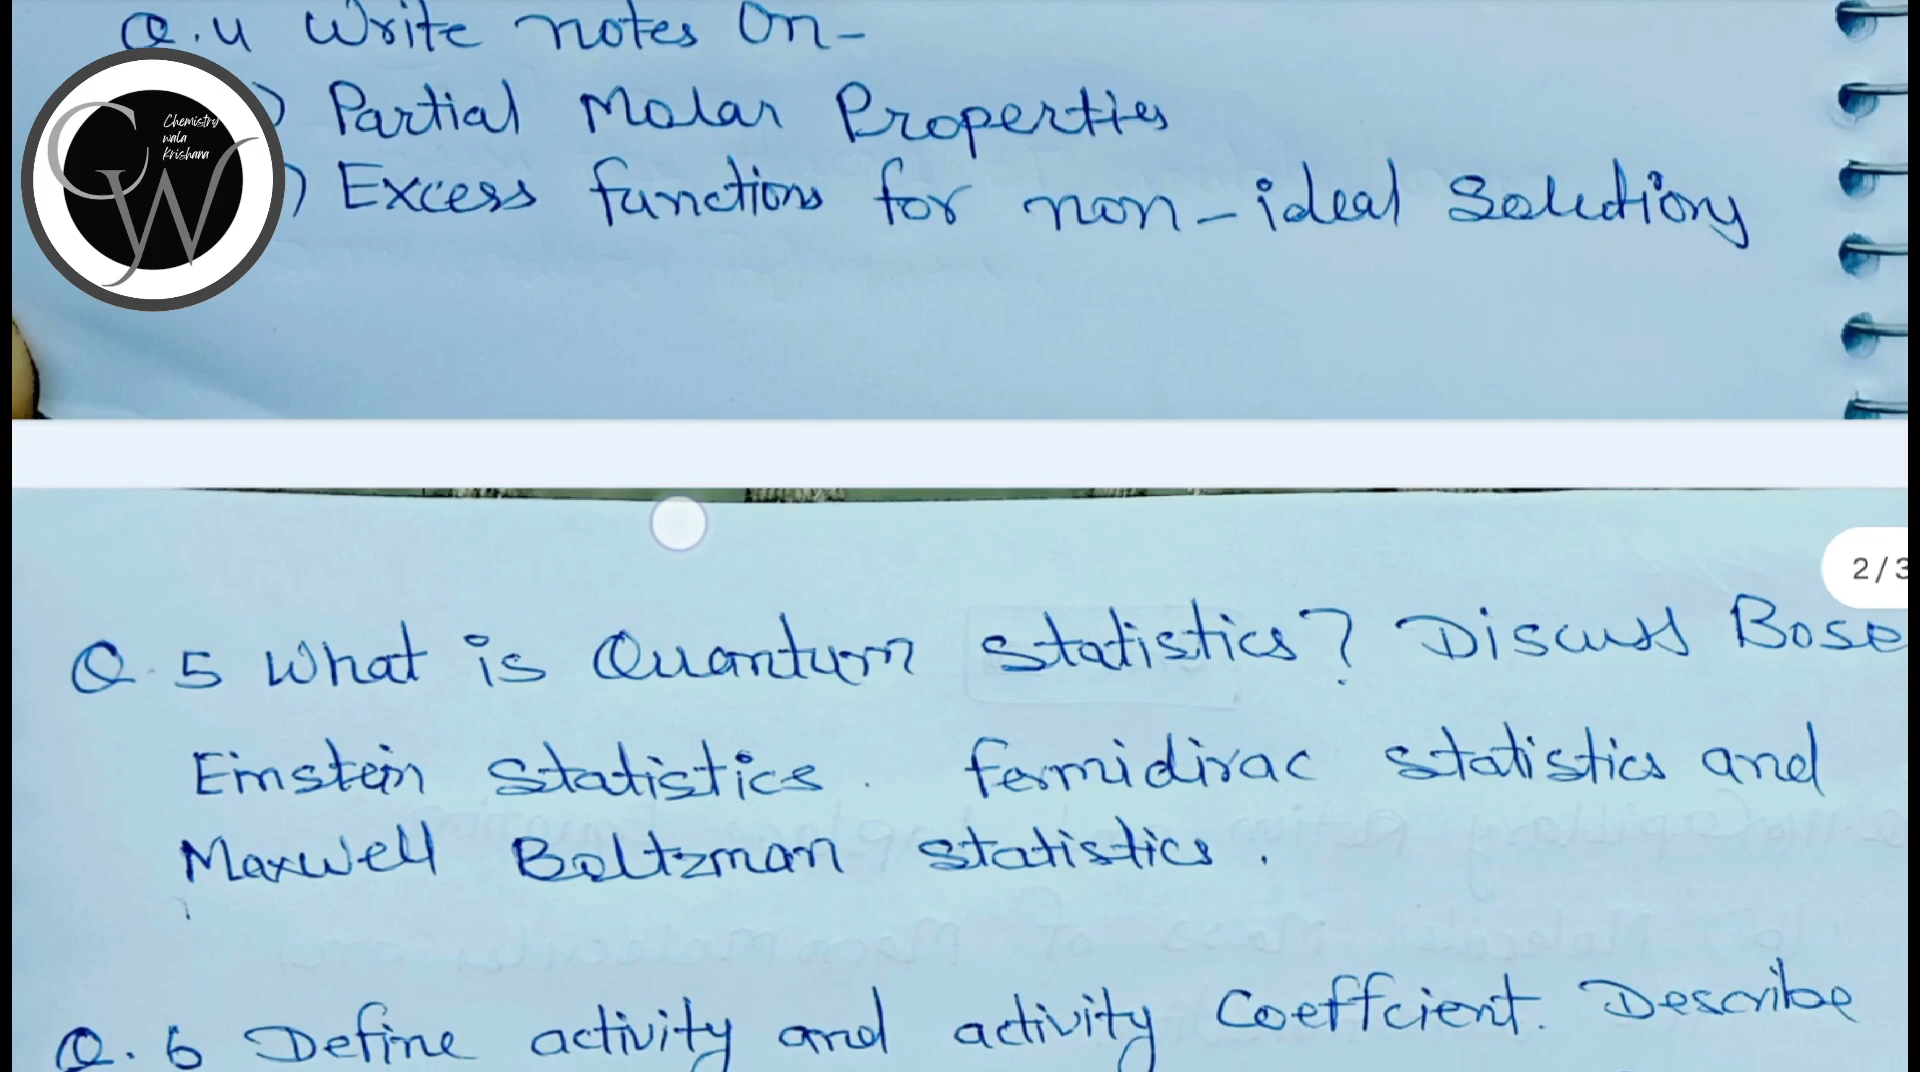 Q.4 Write notes On-
) Partial Molar Properties
) Excess functions for non-ideal Solutions
Chemistry
wala
Krishana
CW
2/3
Q.5 What is Quantum statistics? Discuss Bose
Einstein statistics. fermidirac statistics and
Maxwell Boltzman statistics.
Q.6 Define activity and activity Coeffcient. Describe